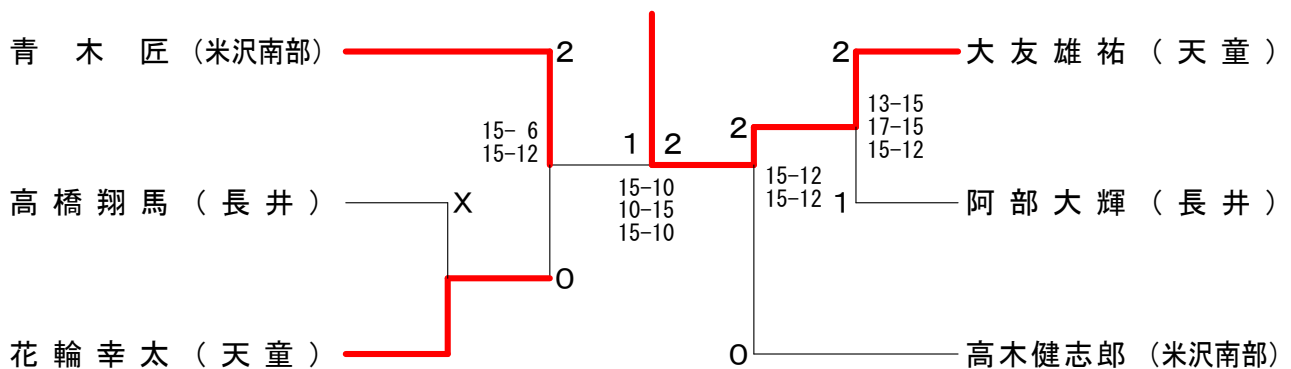 青木匠（米沢南部）
2
2
大友雄祐（天童）
13-15
17-15
15-12
15- 6
15-12
1
2
2
15-12
15-12
1
15-10
10-15
15-10
高橋翔馬（長井）
X
阿部大輝（長井）
0
花輪幸太（天童）
0
高木健志郎（米沢南部）